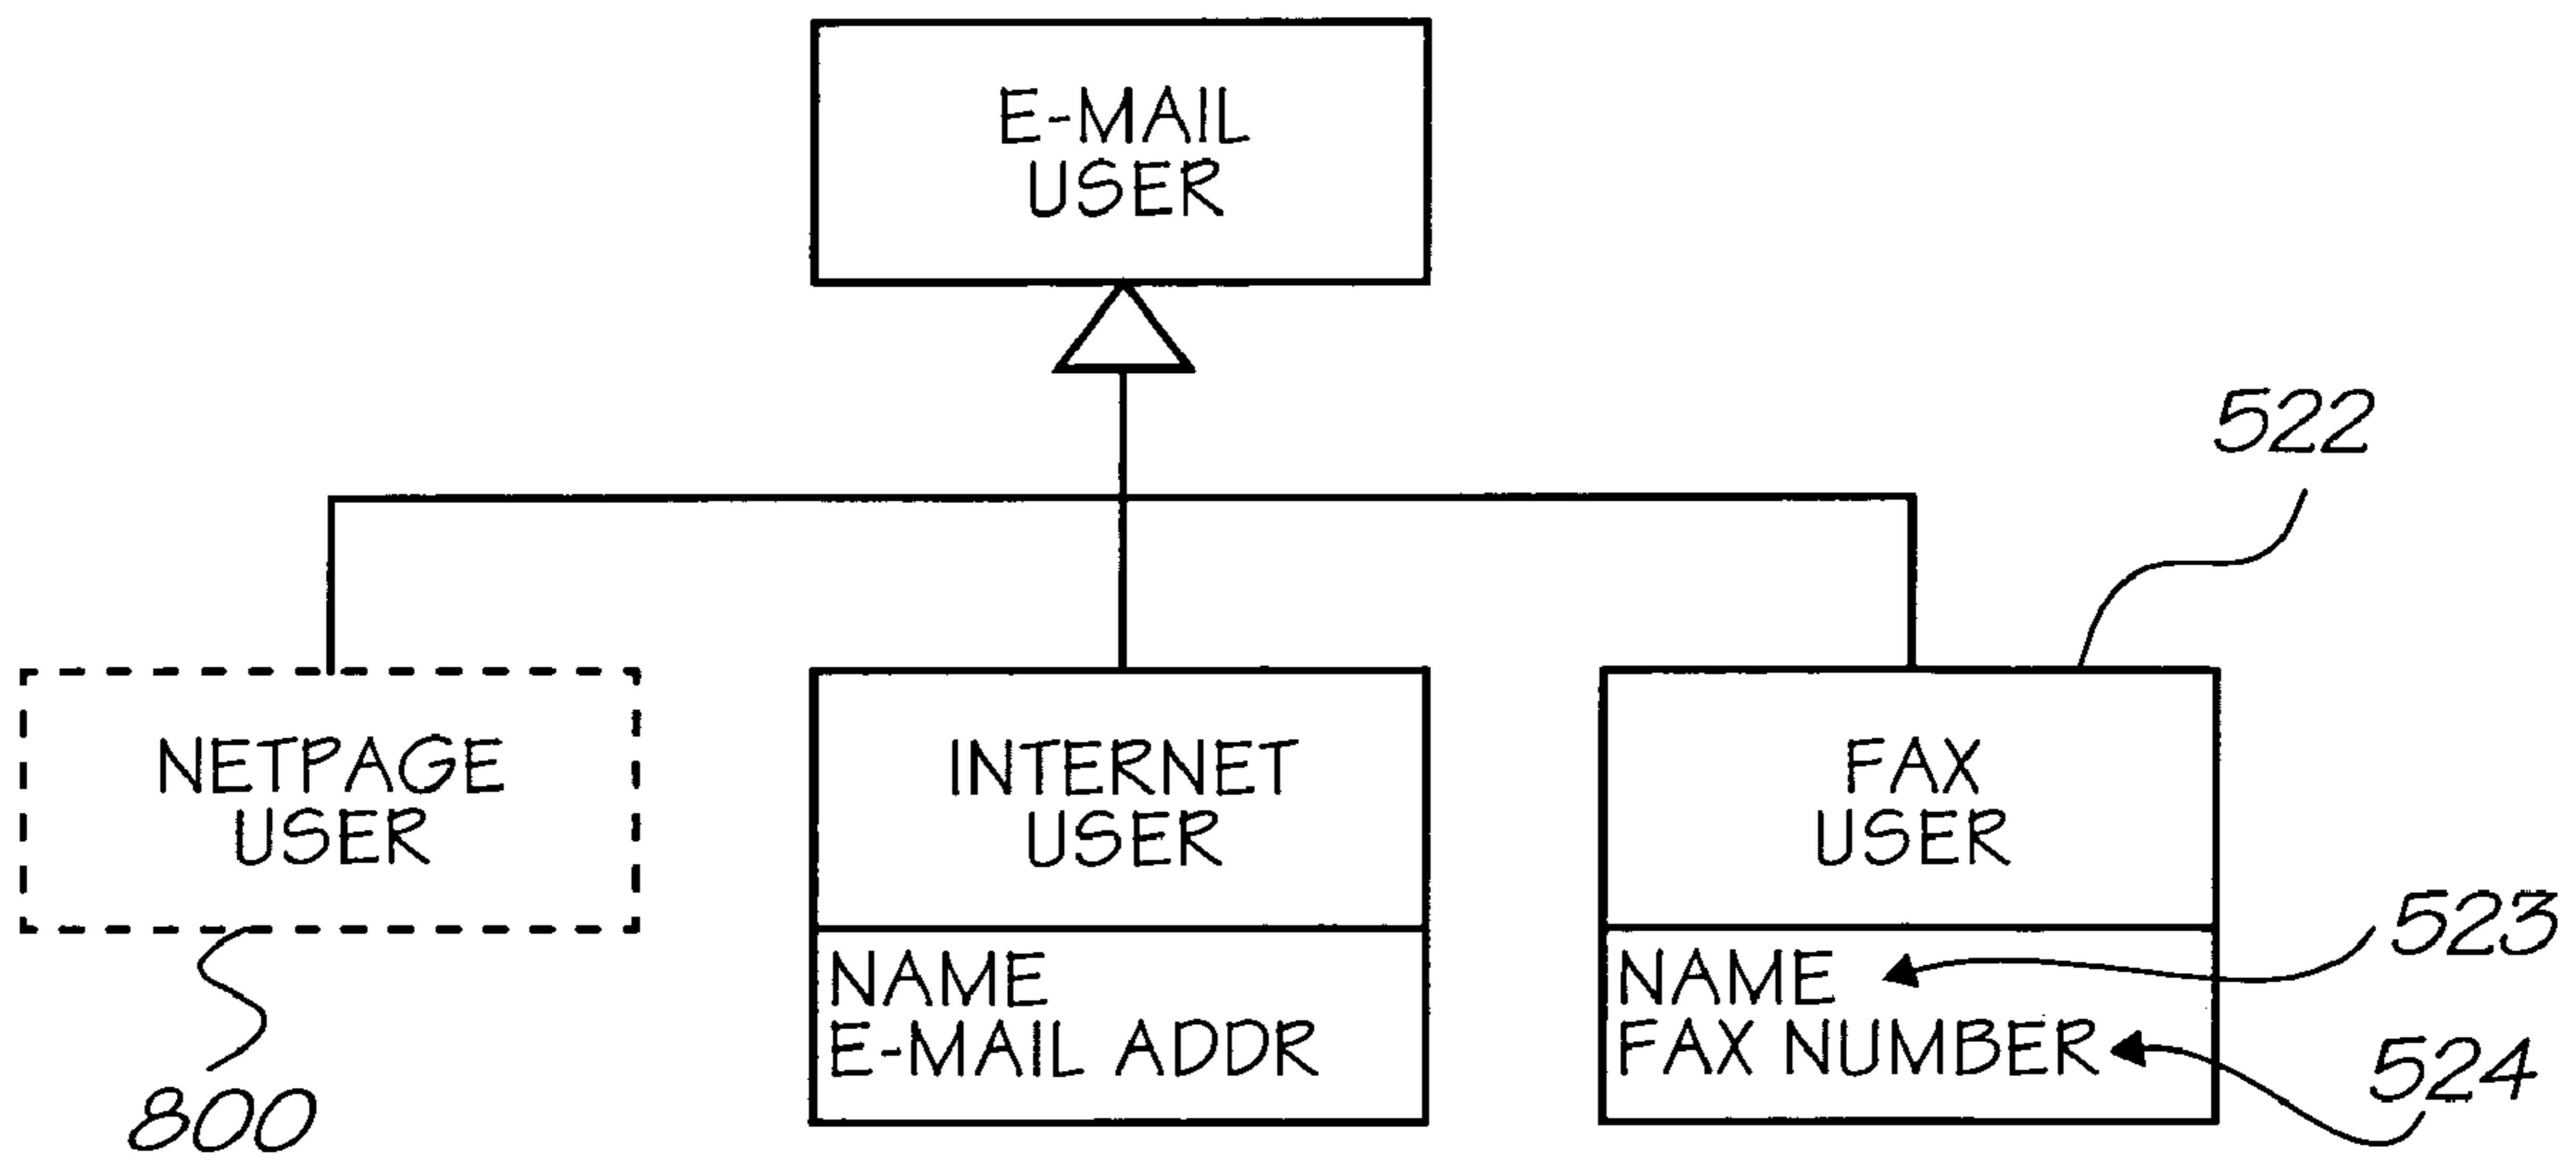 E-MAIL
USER
522
NETPAGE
USER
INTERNET
USER
FAX
USER
NAME
E-MAIL ADDR
NAME
FAX NUMBER
523
524
800